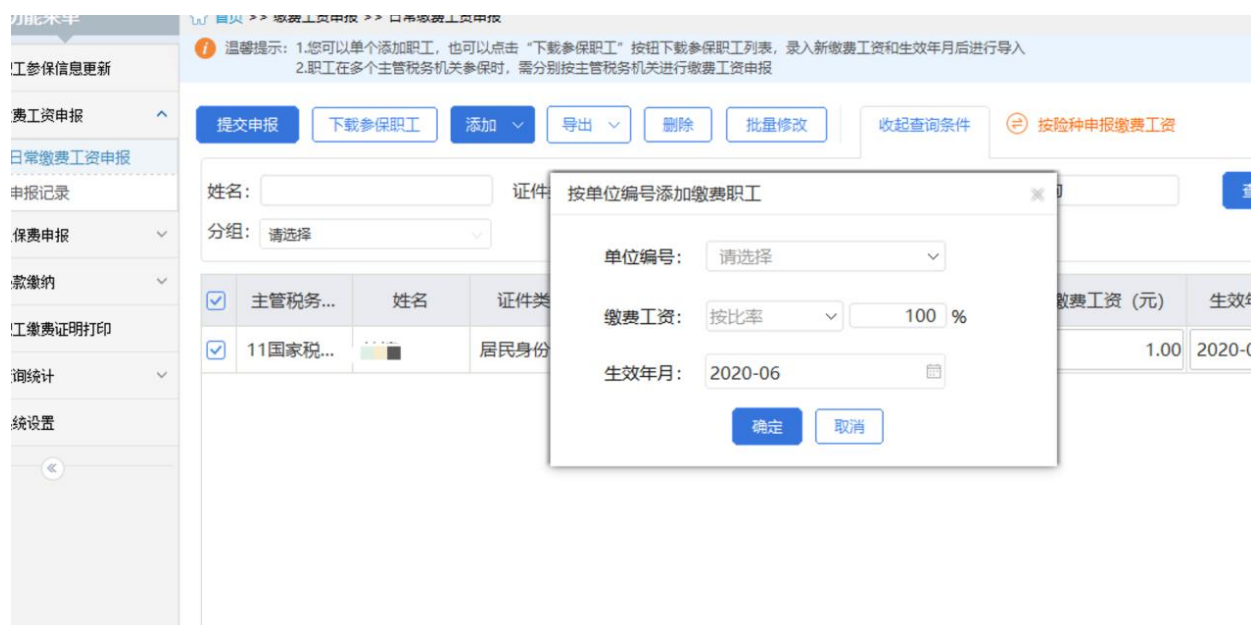 首页 >> 缴费工资申报 >> 日常缴费工资申报
温馨提示：1.您可以单个添加职工，也可以点击“下载参保职工”按钮下载参保职工列表，录入新缴费工资和生效年月后进行导入
2.职工在多个主管税务机关参保时，需分别按主管税务机关进行缴费工资申报
工参保信息更新
费工资申报
日常缴费工资申报
申报记录
保费申报
款缴纳
工缴费证明打印
询统计
统设置
提交申报 下载参保职工 添加 导出 删除 批量修改 收起查询条件 按险种申报缴费工资
姓名： 证件
分组： 请选择
主管税务... 姓名 证件类 缴费工资（元） 生效年
11国家税... 居民身份 1.00 2020-0
按单位编号添加缴费职工
单位编号： 请选择
缴费工资： 按比率 100 %
生效年月： 2020-06
确定 取消